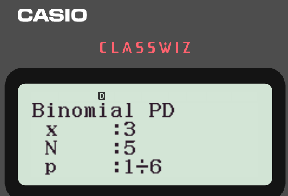 CASIO
CLASSWIZ
D
Binomial PD
x :3
N :5
p :1÷6